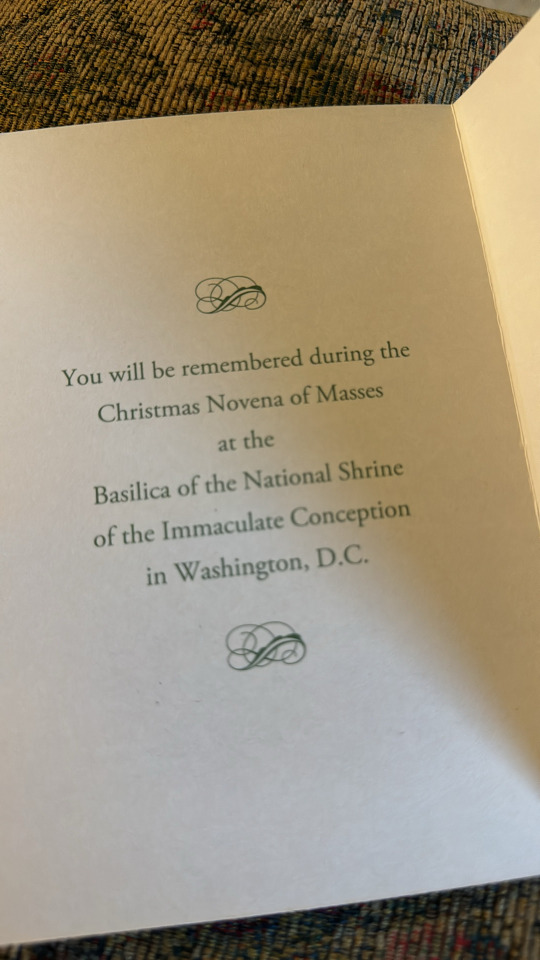 You will be remembered during the
Christmas Novena of Masses
at the
Basilica of the National Shrine
of the Immaculate Conception
in Washington, D.C.